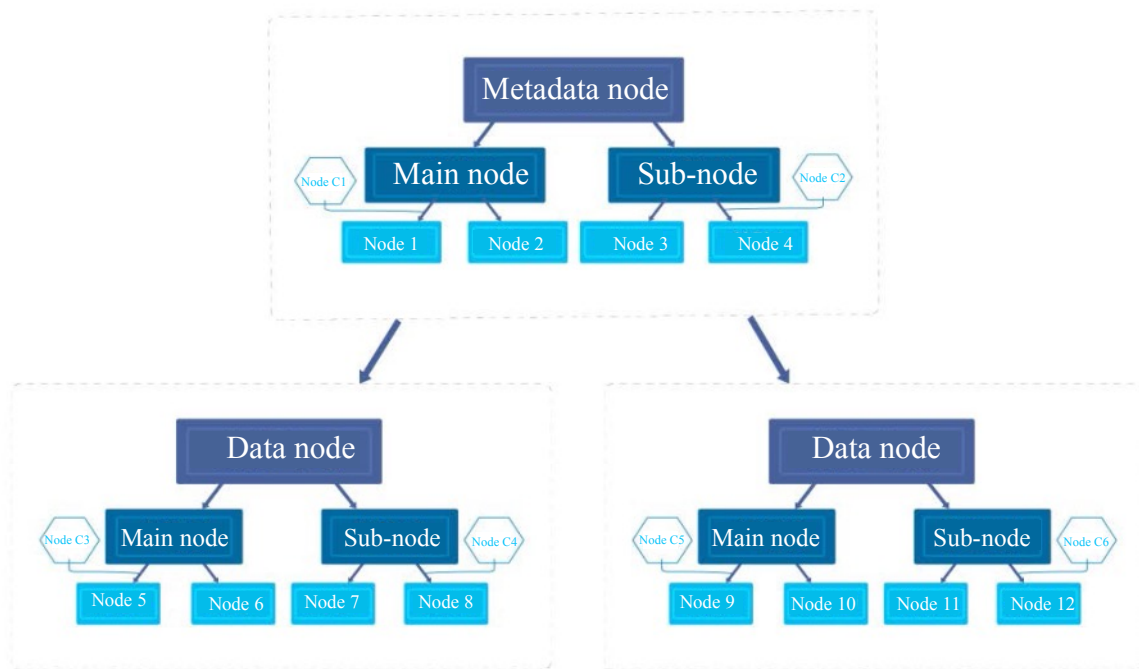 Metadata node
Main node
Sub-node
Node C1
Node C2
Node 1
Node 2
Node 3
Node 4
Data node
Data node
Main node
Sub-node
Main node
Sub-node
Node C3
Node C4
Node C5
Node C6
Node 5
Node 6
Node 7
Node 8
Node 9
Node 10
Node 11
Node 12